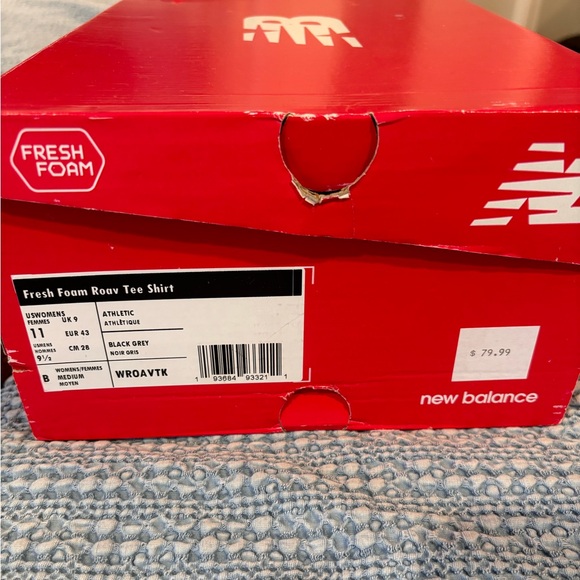 FRESH
FOAM
Fresh Foam Roav Tee Shirt
USWOMENS
FEMMES
11
UK 9
EUR 43
USMENS
HOMMES
9½
CM 28
B
WOMENS/FEMMES
MEDIUM
MOYEN
ATHLETIC
ATHLÈTIQUE
BLACK GREY
NOIR GRIS
WROAVTK
1 93684 93321 1
$ 79.99
new balance